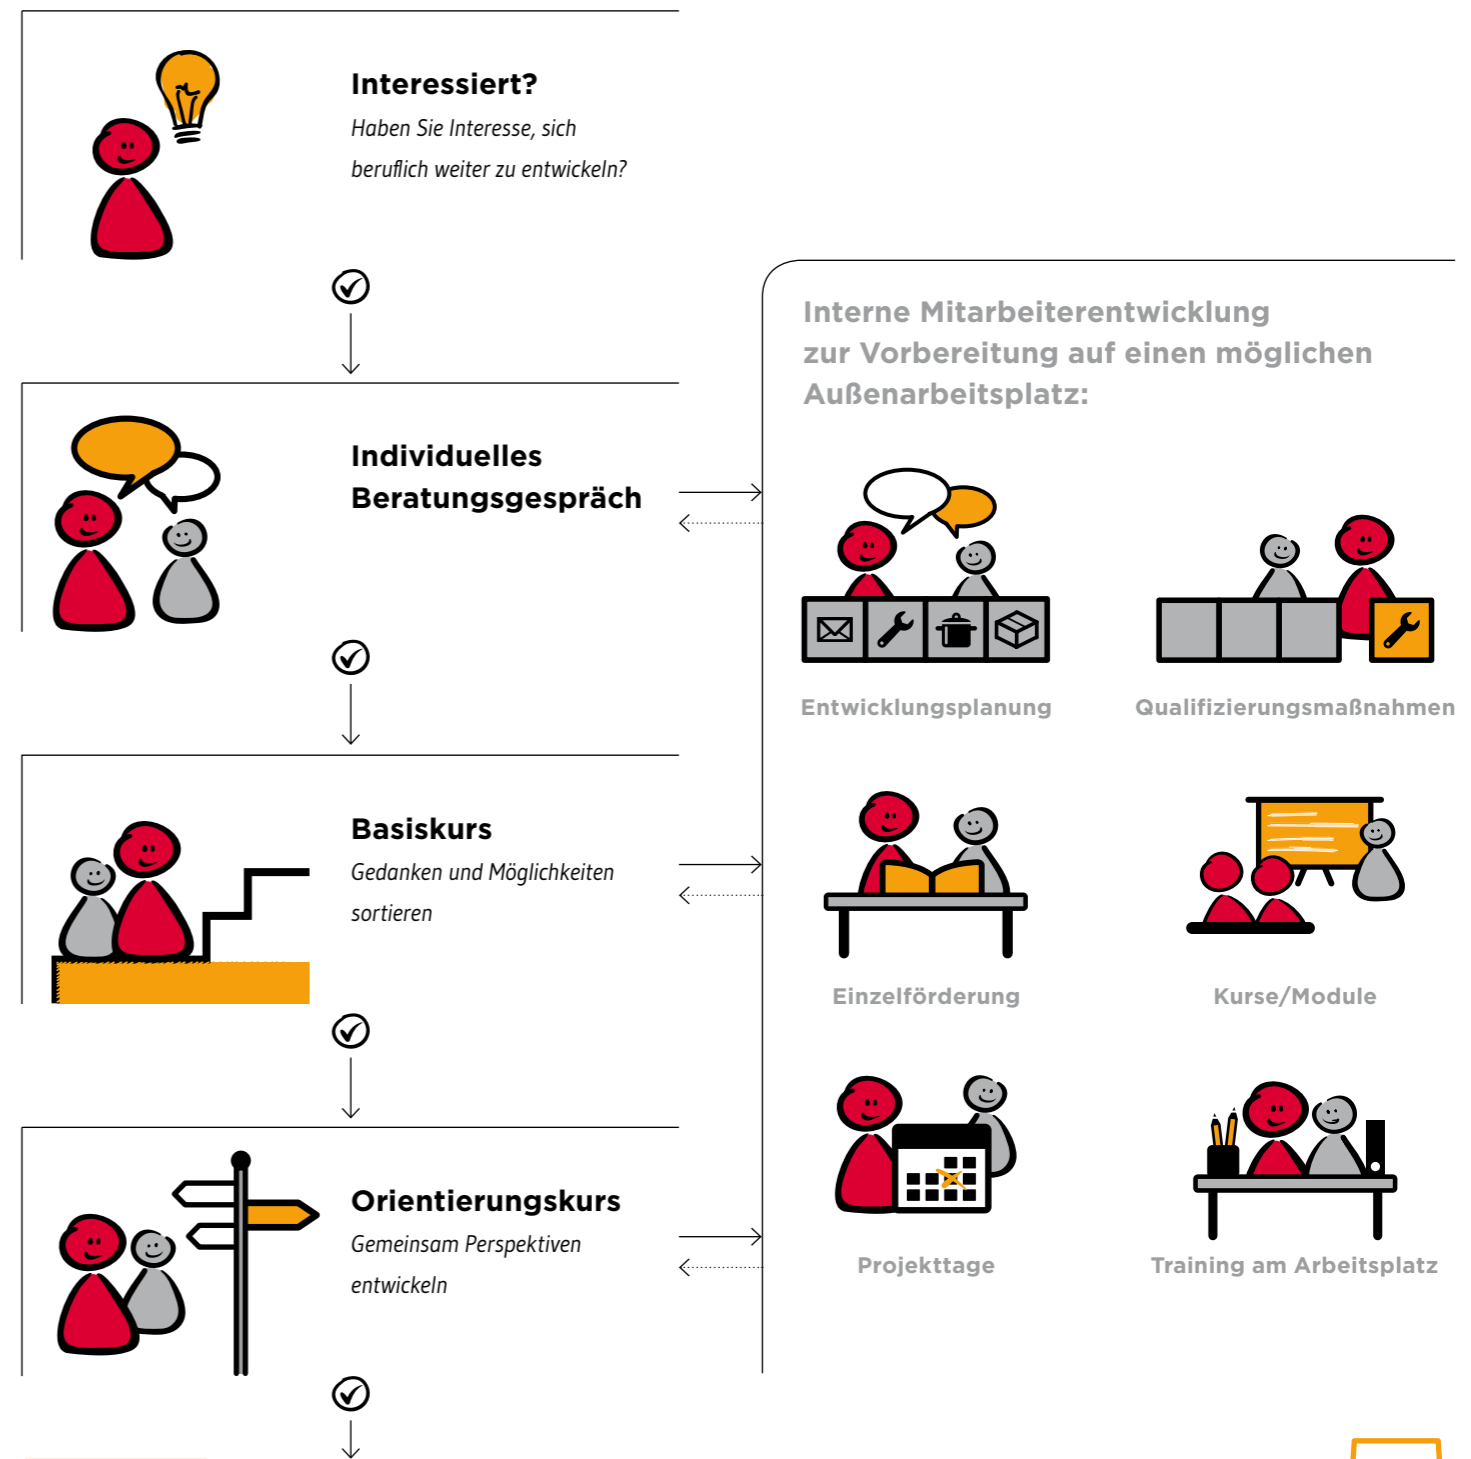 Interessiert?
Haben Sie Interesse, sich
beruflich weiter zu entwickeln?
Individuelles
Beratungsgespräch
Basiskurs
Gedanken und Möglichkeiten
sortieren
Orientierungskurs
Gemeinsam Perspektiven
entwickeln
Interne Mitarbeiterentwicklung
zur Vorbereitung auf einen möglichen
Außenarbeitsplatz:
Entwicklungsplanung
Qualifizierungsmaßnahmen
Einzelförderung
Kurse/Module
Projekttage
Training am Arbeitsplatz